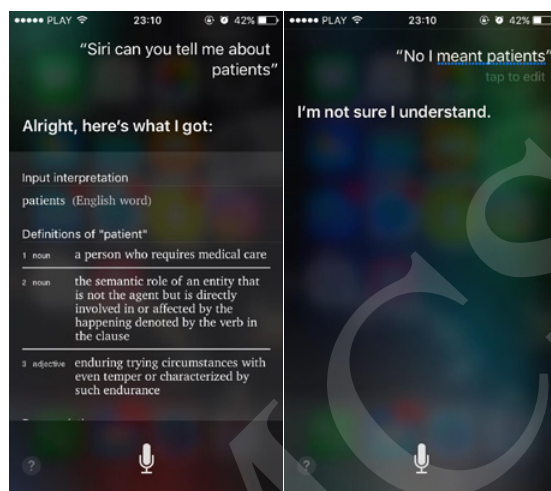 PLAY 23:10 42%
“Siri can you tell me about
patients”
Alright, here’s what I got:
Input interpretation
patients (English word)
Definitions of "patient"
1 noun a person who requires medical care
2 noun the semantic role of an entity that
is not the agent but is directly
involved in or affected by the
happening denoted by the verb in
the clause
3 adjective enduring trying circumstances with
even temper or characterized by
such endurance
?
PLAY 23:10 42%
“No I meant patients”
tap to edit
I’m not sure I understand.
?